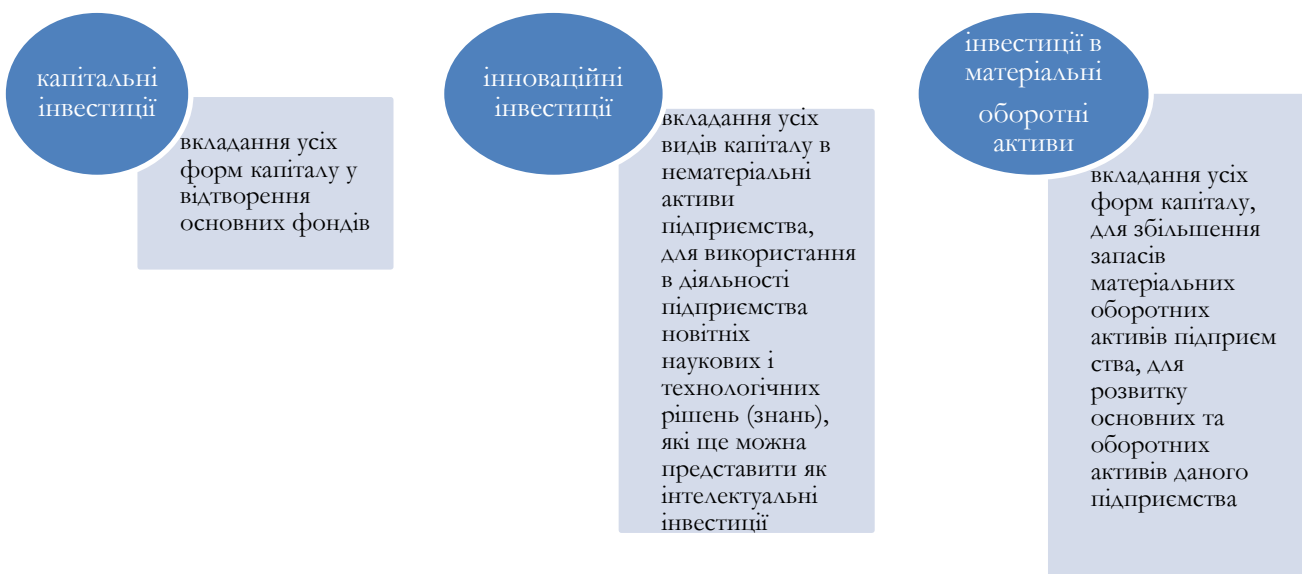 капітальні
інвестиції
вкладання усіх
форм капіталу у
відтворення
основних фондів
інноваційні
інвестиції
вкладання усіх
видів капіталу в
нематеріальні
активи
підприємства,
для використання
в діяльності
підприємства
новітніх
наукових і
технологічних
рішень (знань),
які ще можна
представити як
інтелектуальні
інвестиції
інвестиції в
матеріальні
оборотні
активи
вкладання усіх
форм капіталу,
для збільшення
запасів
матеріальних
оборотних
активів підприєм
ства, для
розвитку
основних та
оборотних
активів даного
підприємства